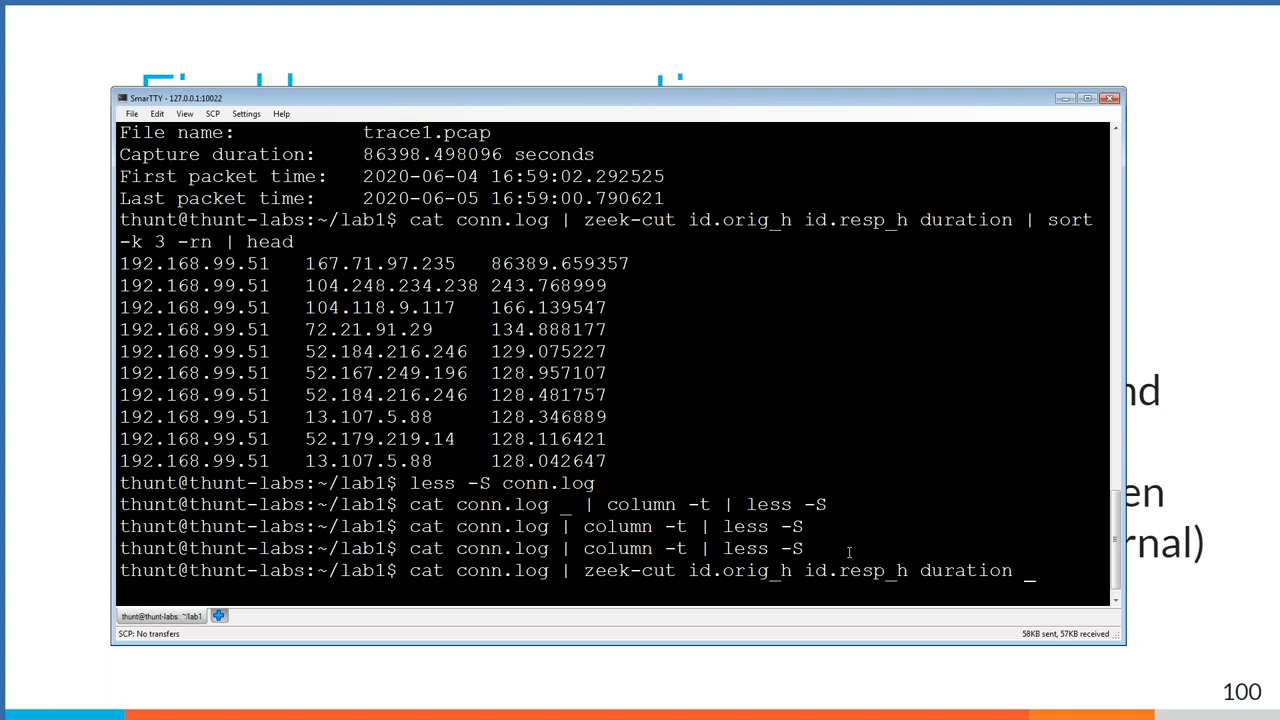 SmarTTY - 127.0.0.1:10022
File Edit View SCP Settings Help
File name: trace1.pcap
Capture duration: 86398.498096 seconds
First packet time: 2020-06-04 16:59:02.292525
Last packet time: 2020-06-05 16:59:00.790621
thunt@thunt-labs:~/lab1$ cat conn.log | zeek-cut id.orig_h id.resp_h duration | sort
-k 3 -rn | head
192.168.99.51 167.71.97.235 86389.659357
192.168.99.51 104.248.234.238 243.768999
192.168.99.51 104.118.9.117 166.139547
192.168.99.51 72.21.91.29 134.888177
192.168.99.51 52.184.216.246 129.075227
192.168.99.51 52.167.249.196 128.957107
192.168.99.51 52.184.216.246 128.481757
192.168.99.51 13.107.5.88 128.346889
192.168.99.51 52.179.219.14 128.116421
192.168.99.51 13.107.5.88 128.042647
thunt@thunt-labs:~/lab1$ less -S conn.log
thunt@thunt-labs:~/lab1$ cat conn.log _ | column -t | less -S
thunt@thunt-labs:~/lab1$ cat conn.log | column -t | less -S
thunt@thunt-labs:~/lab1$ cat conn.log | column -t | less -S
thunt@thunt-labs:~/lab1$ cat conn.log | zeek-cut id.orig_h id.resp_h duration _
thunt@thunt-labs: ~/lab1
SCP: No transfers 58KB sent, 57KB received
100